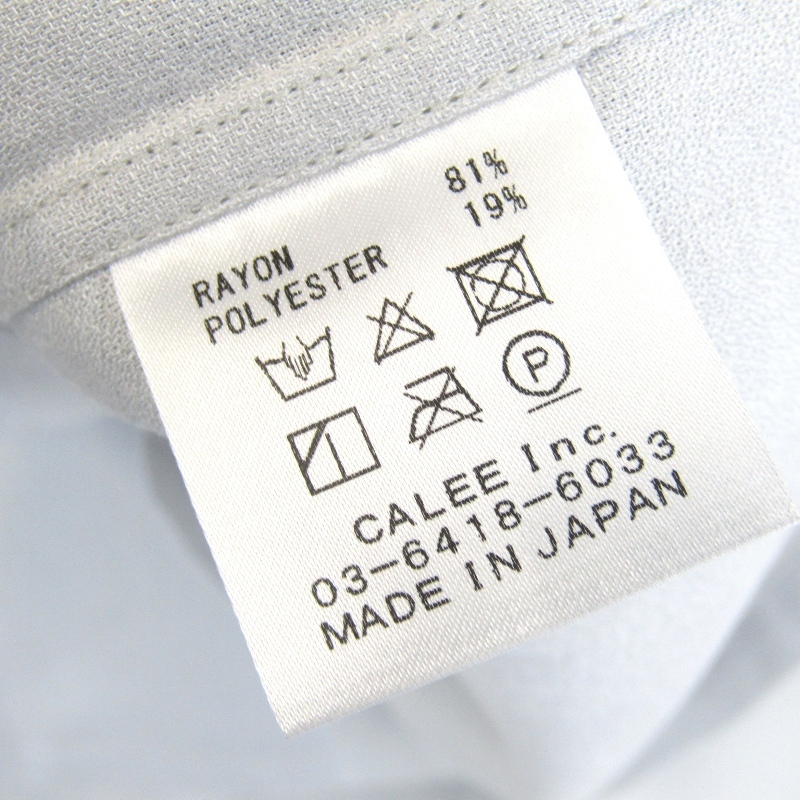 RAYON 81%
POLYESTER 19%
P
CALEE Inc.
03-6418-6033
MADE IN JAPAN